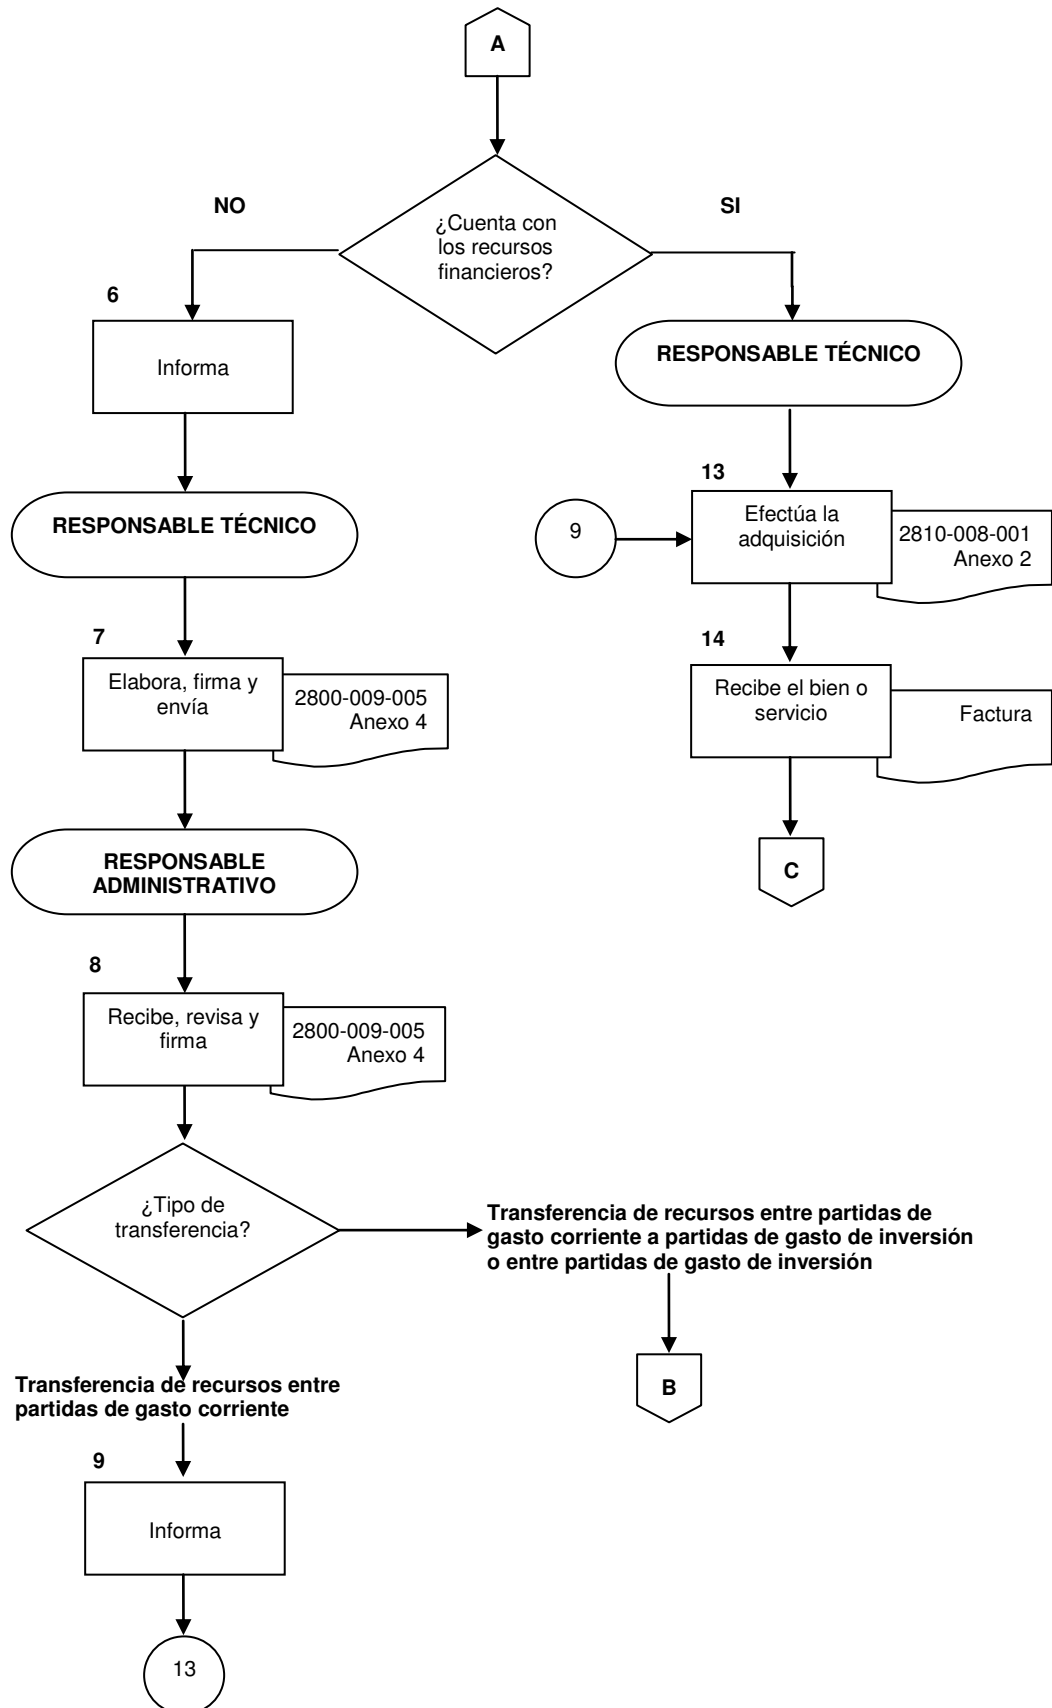 A
¿Cuenta con
los recursos
financieros?
NO
SI
6
Informa
RESPONSABLE TÉCNICO
7
Elabora, firma y
envía
2800-009-005
Anexo 4
RESPONSABLE
ADMINISTRATIVO
8
Recibe, revisa y
firma
2800-009-005
Anexo 4
¿Tipo de
transferencia?
Transferencia de recursos entre partidas de
gasto corriente a partidas de gasto de inversión
o entre partidas de gasto de inversión
B
Transferencia de recursos entre
partidas de gasto corriente
9
Informa
13
RESPONSABLE TÉCNICO
13
9
Efectúa la
adquisición
2810-008-001
Anexo 2
14
Recibe el bien o
servicio
Factura
C